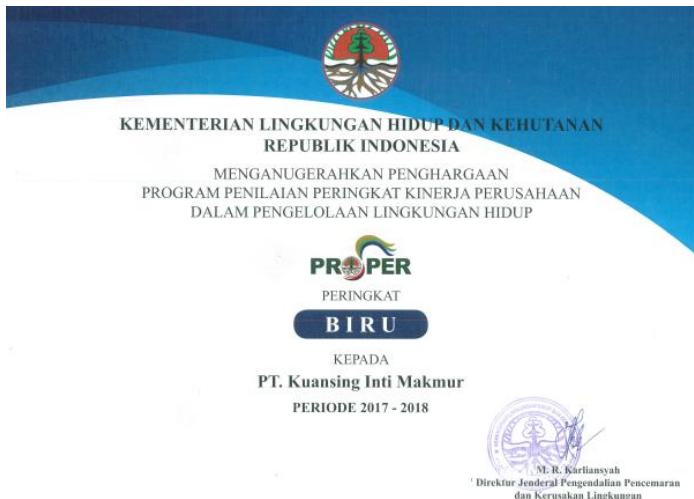 KEMENTERIAN LINGKUNGAN HIDUP DAN KEHUTANAN
REPUBLIK INDONESIA
MENGANUGERAHKAN PENGHARGAAN
PROGRAM PENILAIAN PERINGKAT KINERJA PERUSAHAAN
DALAM PENGELOLAAN LINGKUNGAN HIDUP
PROPER
PERINGKAT
BIRU
KEPADA
PT. Kuansing Inti Makmur
PERIODE 2017 - 2018
M. R. Karliansyah
Direktur Jenderal Pengendalian Pencemaran
dan Kerusakan Lingkungan